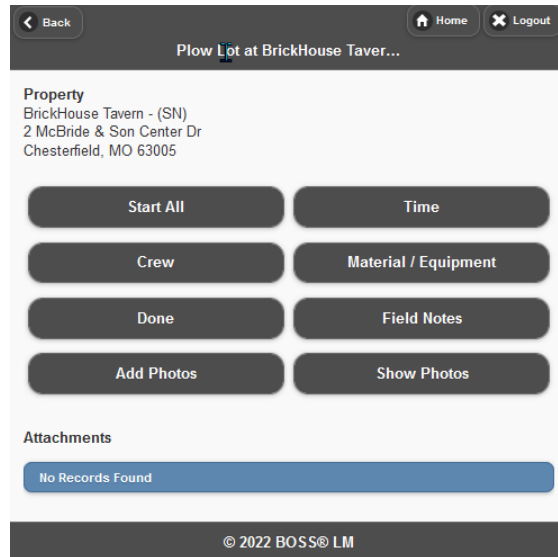 Back
Home
Logout
Plow Lot at BrickHouse Taver...
Property
BrickHouse Tavern - (SN)
2 McBride & Son Center Dr
Chesterfield, MO 63005
Start All
Time
Crew
Material / Equipment
Done
Field Notes
Add Photos
Show Photos
Attachments
No Records Found
© 2022 BOSS® LM